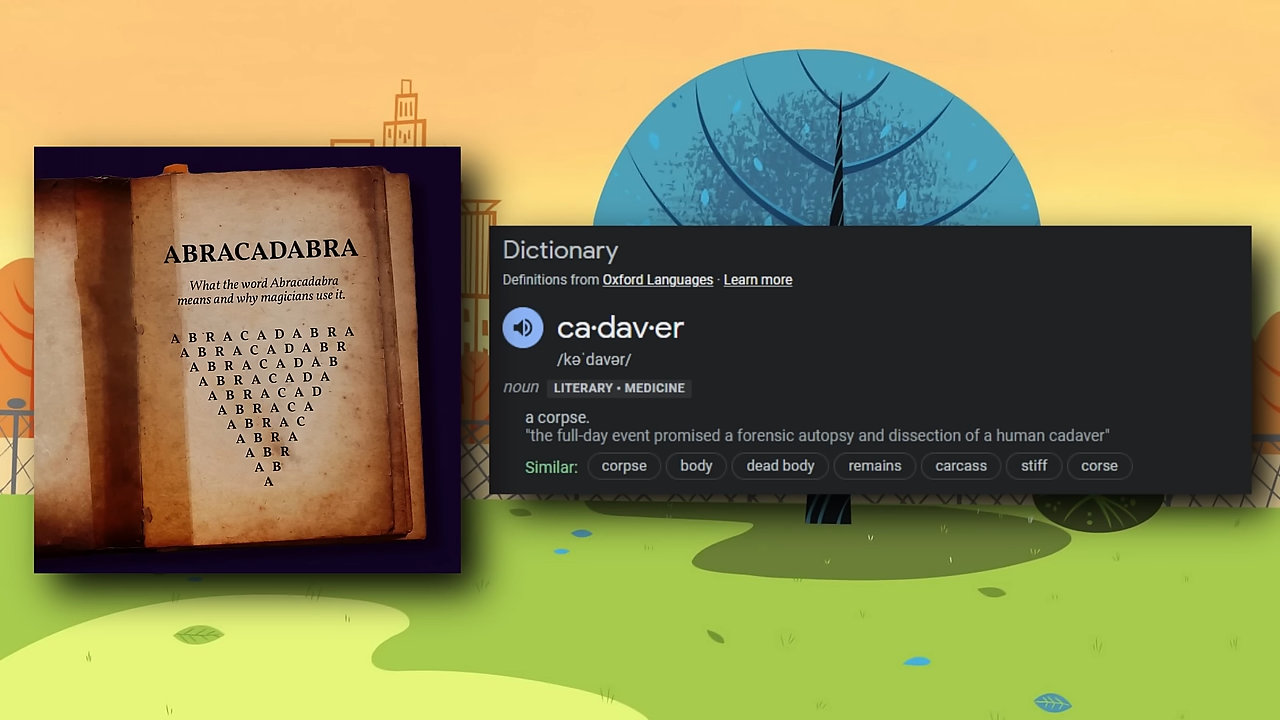 ABRACADABRA
What the word Abracadabra
means and why magicians use it.
A B R A C A D A B R A
A B R A C A D A B R
A B R A C A D A B
A B R A C A D A
A B R A C A D
A B R A C A
A B R A C
A B R A
A B R
A B
A
Dictionary
Definitions from Oxford Languages · Learn more
ca·dav·er
/kəˈdavər/
noun LITERARY • MEDICINE
a corpse.
"the full-day event promised a forensic autopsy and dissection of a human cadaver"
Similar: corpse body dead body remains carcass stiff corse